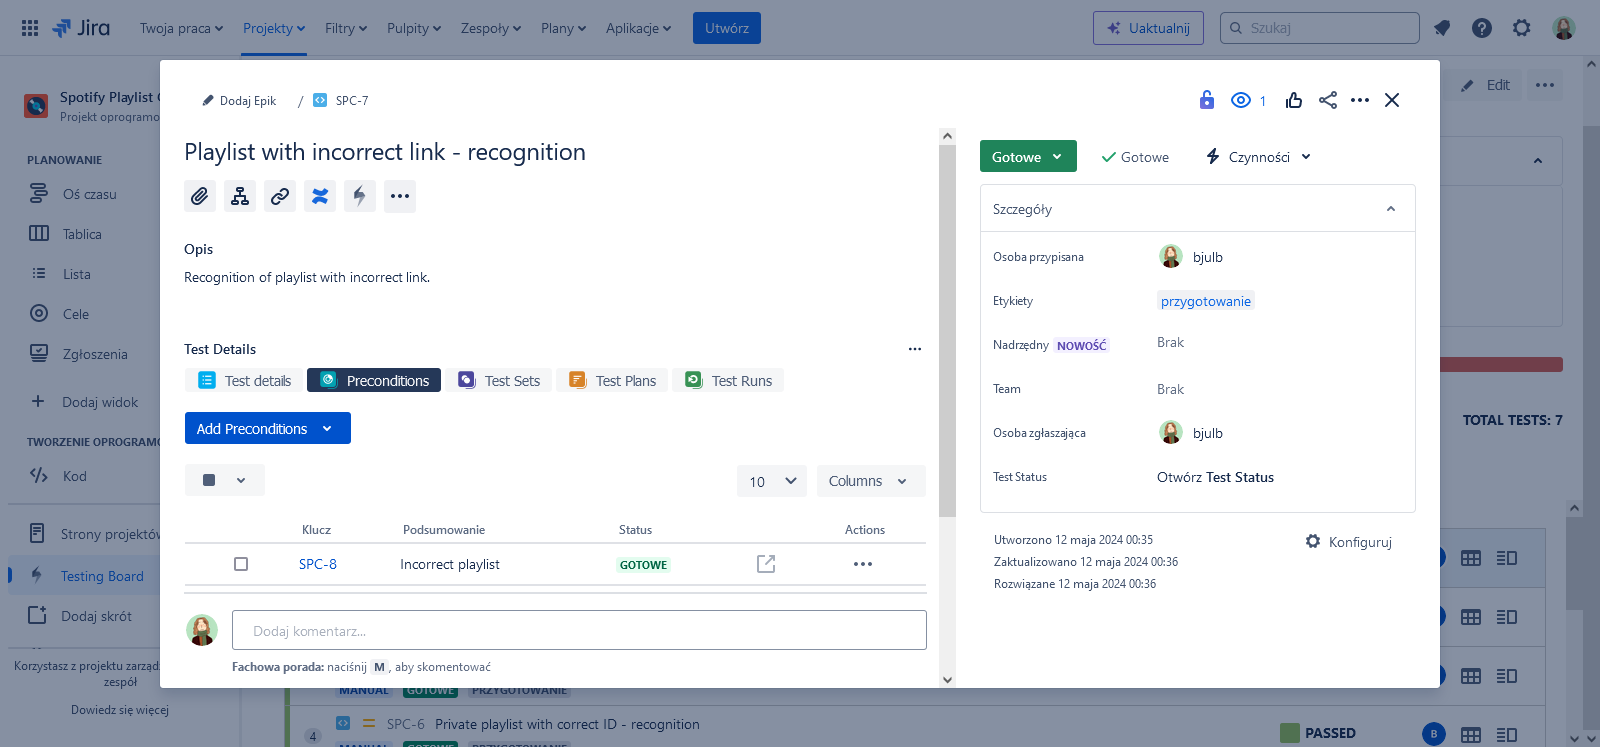 Jira
Twoja praca
Projekty
Filtry
Pulpity
Zespoły
Plany
Aplikacje
Utwórz
Uaktualnij
Szukaj
Spotify Playlist
Projekt oprogramo
PLANOWANIE
Oś czasu
Tablica
Lista
Cele
Zgłoszenia
Dodaj widok
TWORZENIE OPROGRAMO
Kod
Strony projektów
Testing Board
Dodaj skrót
Korzystasz z projektu zarząd
zespół
Dowiedz się więcej
Edit
TOTAL TESTS: 7
Dodaj Epik / SPC-7
1
Playlist with incorrect link - recognition
Opis
Recognition of playlist with incorrect link.
Test Details
Test details
Preconditions
Test Sets
Test Plans
Test Runs
Add Preconditions
10
Columns
Klucz Podsumowanie Status Actions
SPC-8 Incorrect playlist GOTOWE
Dodaj komentarz...
Fachowa porada: naciśnij M, aby skomentować
Gotowe
Gotowe
Czynności
Szczegóły
Osoba przypisana bjulb
Etykiety przygotowanie
Nadrzędny NOWOŚĆ Brak
Team Brak
Osoba zgłaszająca bjulb
Test Status Otwórz Test Status
Utworzono 12 maja 2024 00:35
Zaktualizowano 12 maja 2024 00:36
Rozwiązane 12 maja 2024 00:36
Konfiguruj
MANUAL GOTOWE PRZYGOTOWANIE
4 SPC-6 Private playlist with correct ID - recognition PASSED B
MANUAL GOTOWE PRZYGOTOWANIE